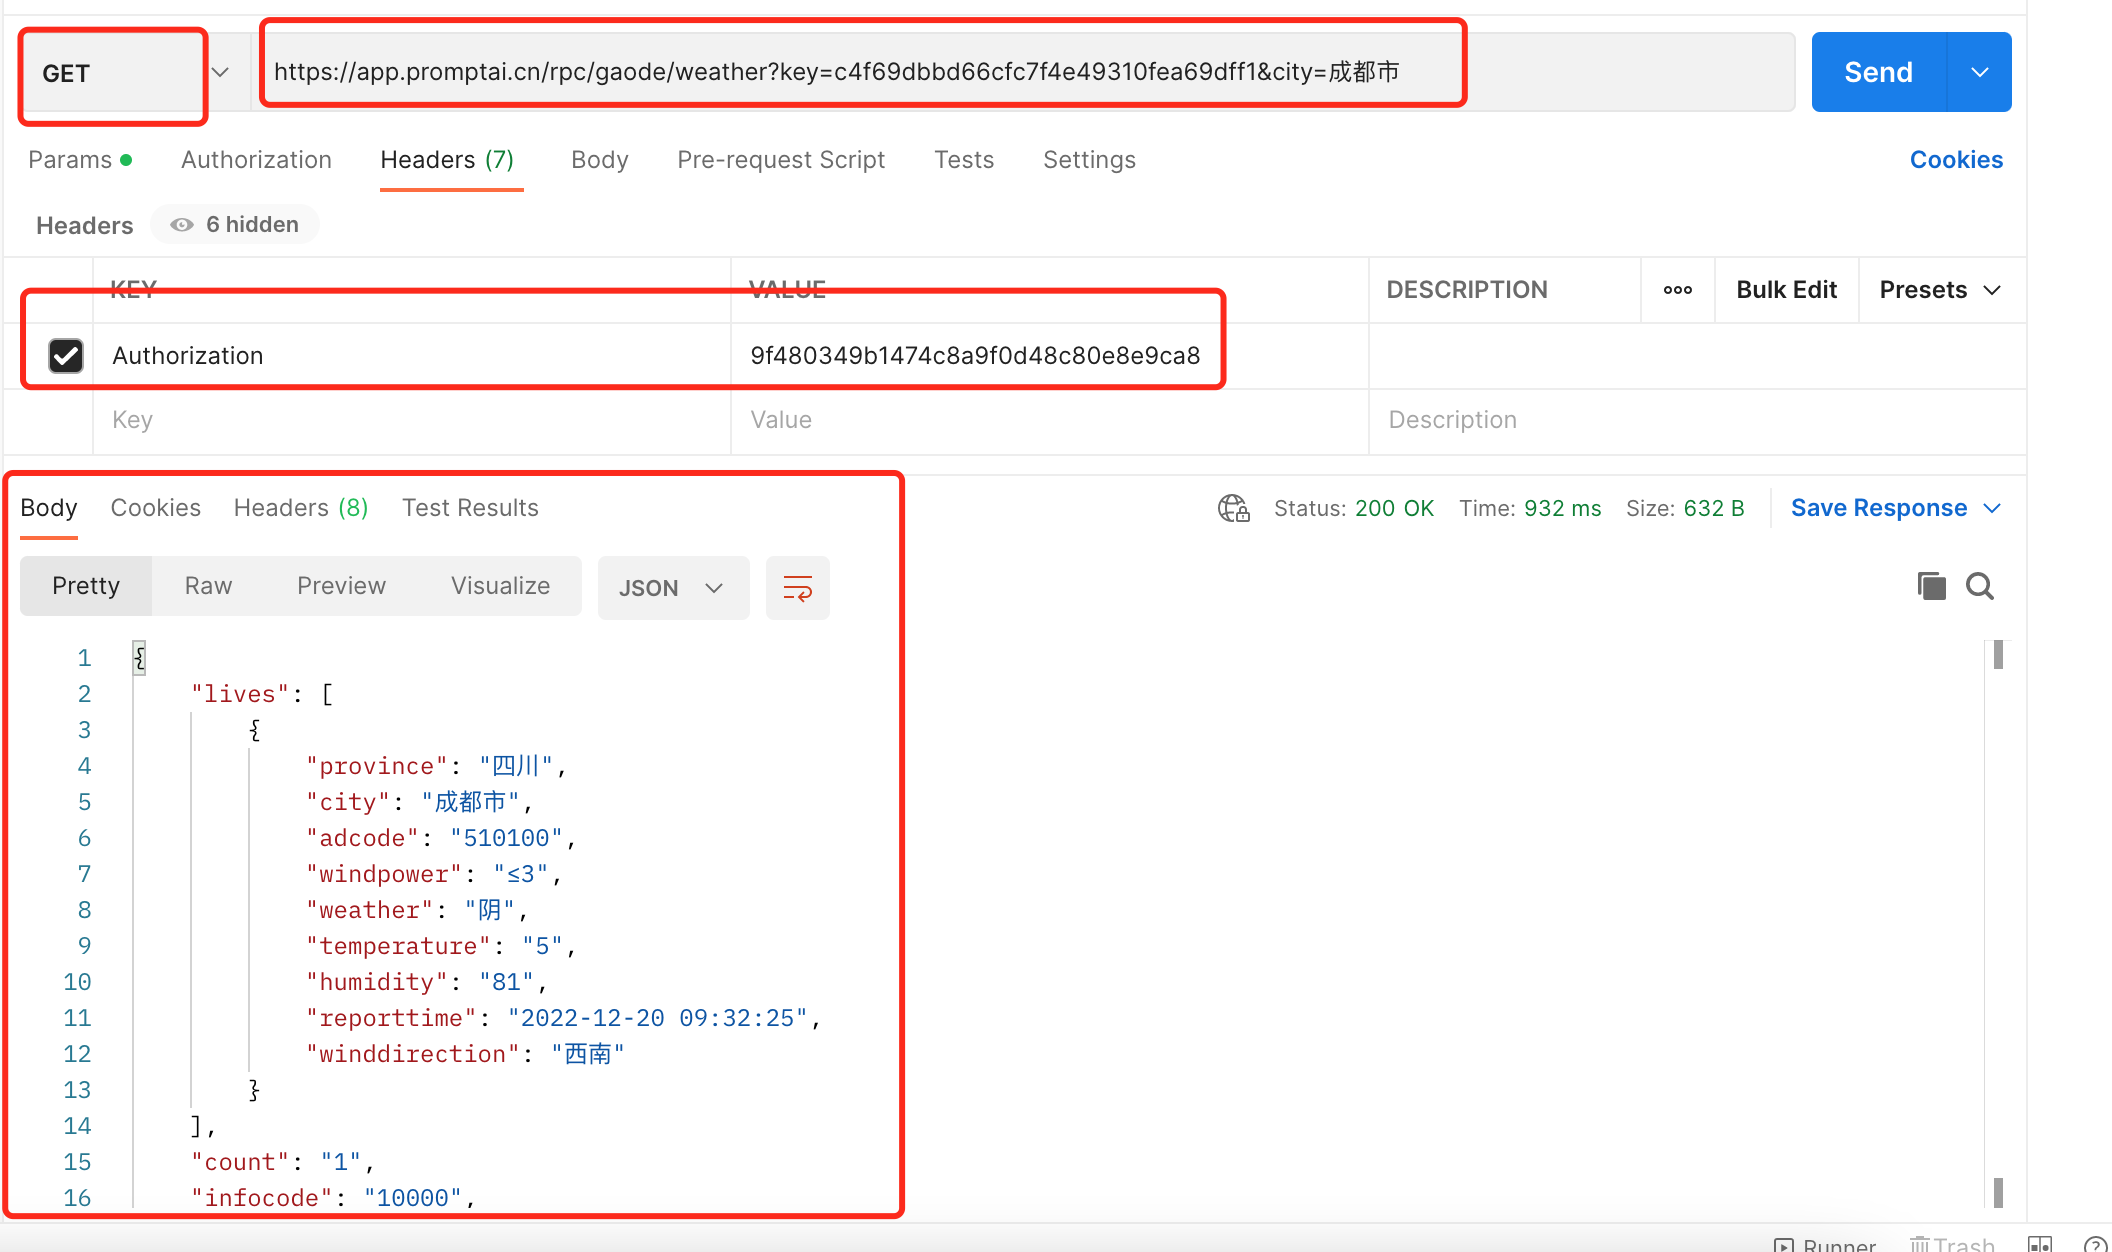 GET https://app.promptai.cn/rpc/gaode/weather?key=c4f69dbbd66cfc7f4e49310fea69dff1&city=成都市 Send
Params Authorization Headers (7) Body Pre-request Script Tests Settings Cookies
Headers 6 hidden
KEY VALUE DESCRIPTION ooo Bulk Edit Presets
Authorization 9f480349b1474c8a9f0d48c80e8e9ca8
Key Value Description
Body Cookies Headers (8) Test Results Status: 200 OK Time: 932 ms Size: 632 B Save Response
Pretty Raw Preview Visualize JSON
1 {
2 "lives": [
3 {
4 "province": "四川",
5 "city": "成都市",
6 "adcode": "510100",
7 "windpower": "≤3",
8 "weather": "阴",
9 "temperature": "5",
10 "humidity": "81",
11 "reporttime": "2022-12-20 09:32:25",
12 "winddirection": "西南"
13 }
14 ],
15 "count": "1",
16 "infocode": "10000",
Runner Trash